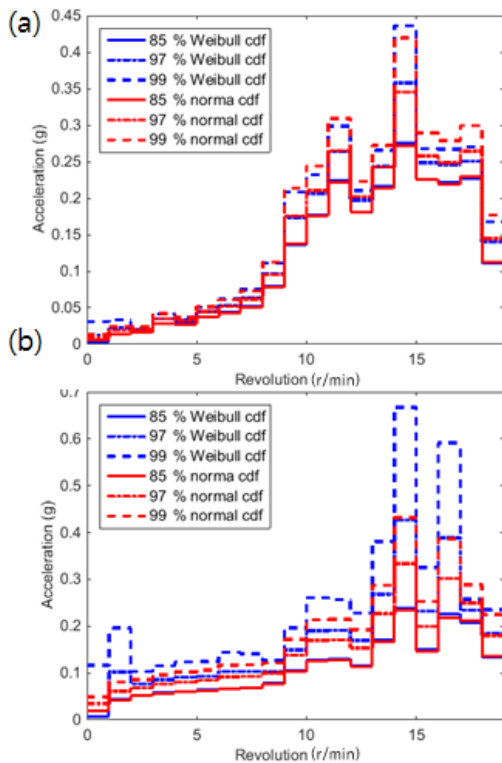 (a)
0.45
0.4
0.35
0.3
0.25
0.2
0.15
0.1
0.05
0
Acceleration (g)
85 % Weibull cdf
97 % Weibull cdf
99 % Weibull cdf
85 % norma cdf
97 % normal cdf
99 % normal cdf
0 5 10 15
Revolution (r/min)
(b)
0.7
0.6
0.5
0.4
0.3
0.2
0.1
0
Acceleration (g)
85 % Weibull cdf
97 % Weibull cdf
99 % Weibull cdf
85 % norma cdf
97 % normal cdf
99 % normal cdf
0 5 10 15
Revolution (r/min)